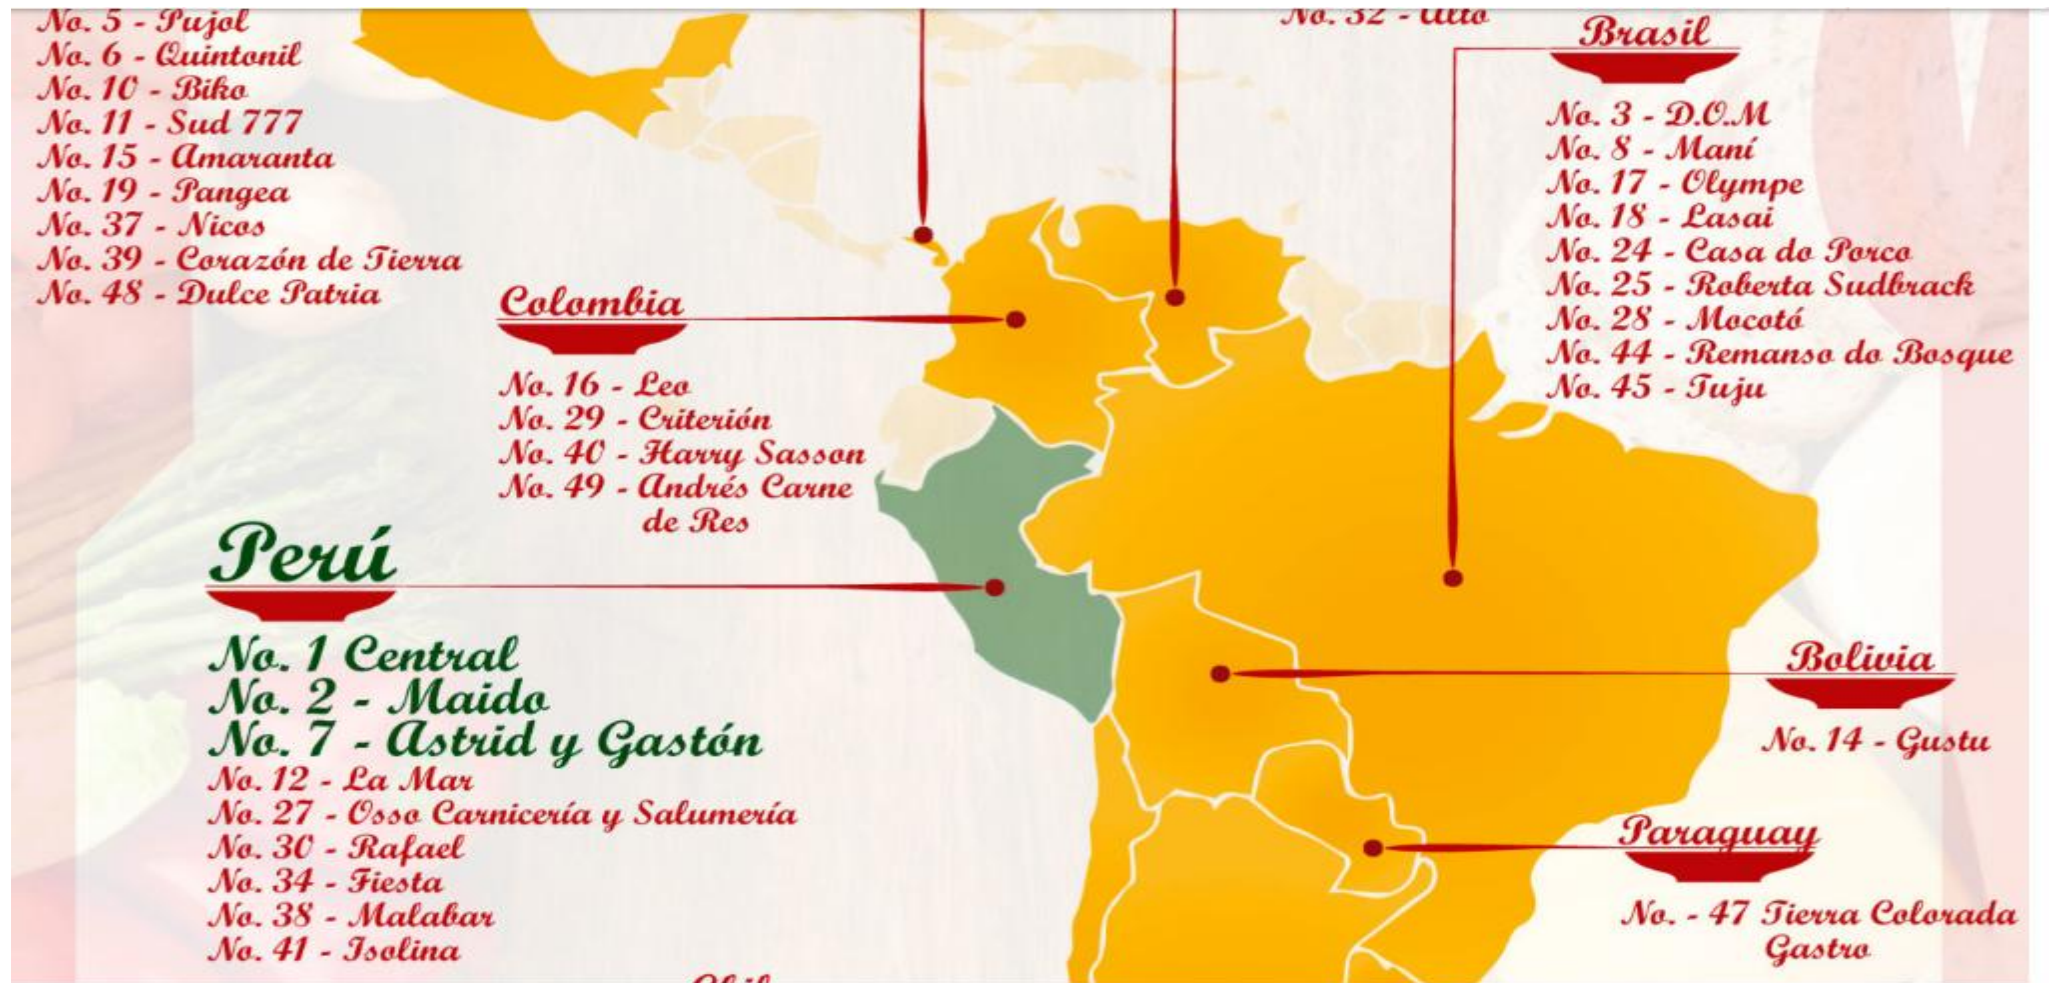 No. 5 - Pujol
No. 6 - Quintonil
No. 10 - Biko
No. 11 - Sud 777
No. 15 - Amaranta
No. 19 - Pangea
No. 37 - Nicos
No. 39 - Corazón de Tierra
No. 48 - Dulce Patria
No. 32 - Alto
Brasil
No. 3 - D.O.M
No. 8 - Maní
No. 17 - Olympe
No. 18 - Lasai
No. 24 - Casa do Porco
No. 25 - Roberta Sudbrack
No. 28 - Mocotó
No. 44 - Remanso do Bosque
No. 45 - Tuju
Colombia
No. 16 - Leo
No. 29 - Criterión
No. 40 - Harry Sasson
No. 49 - Andrés Carne
de Res
Perú
No. 1 Central
No. 2 - Maido
No. 7 - Astrid y Gastón
No. 12 - La Mar
No. 27 - Osso Carnicería y Salumería
No. 30 - Rafael
No. 34 - Fiesta
No. 38 - Malabar
No. 41 - Isolina
Bolivia
No. 14 - Gustu
Paraguay
No. - 47 Tierra Colorada
Gastro